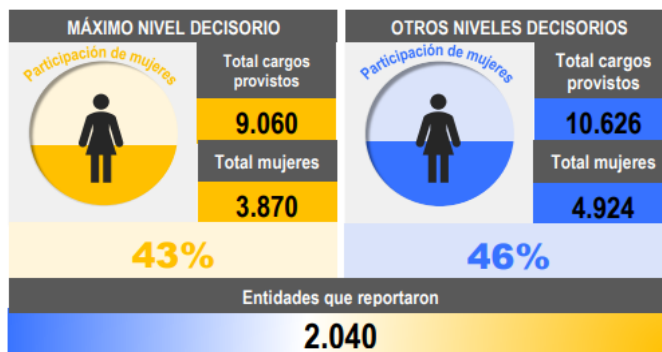 MÁXIMO NIVEL DECISORIO
Participación de mujeres
Total cargos
provistos
9.060
Total mujeres
3.870
43%
OTROS NIVELES DECISORIOS
Participación de mujeres
Total cargos
provistos
10.626
Total mujeres
4.924
46%
Entidades que reportaron
2.040